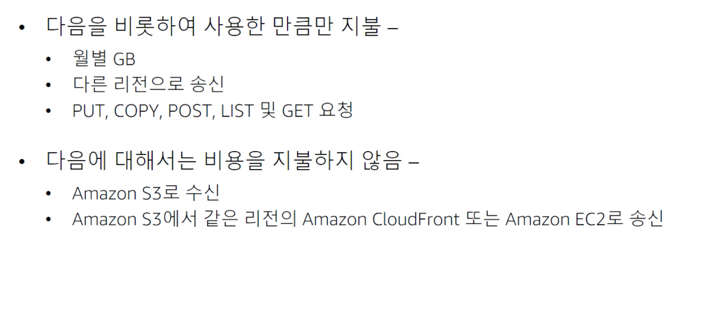 • 다음을 비롯하여 사용한 만큼만 지불 –
• 월별 GB
• 다른 리전으로 송신
• PUT, COPY, POST, LIST 및 GET 요청
• 다음에 대해서는 비용을 지불하지 않음 –
• Amazon S3로 수신
• Amazon S3에서 같은 리전의 Amazon CloudFront 또는 Amazon EC2로 송신